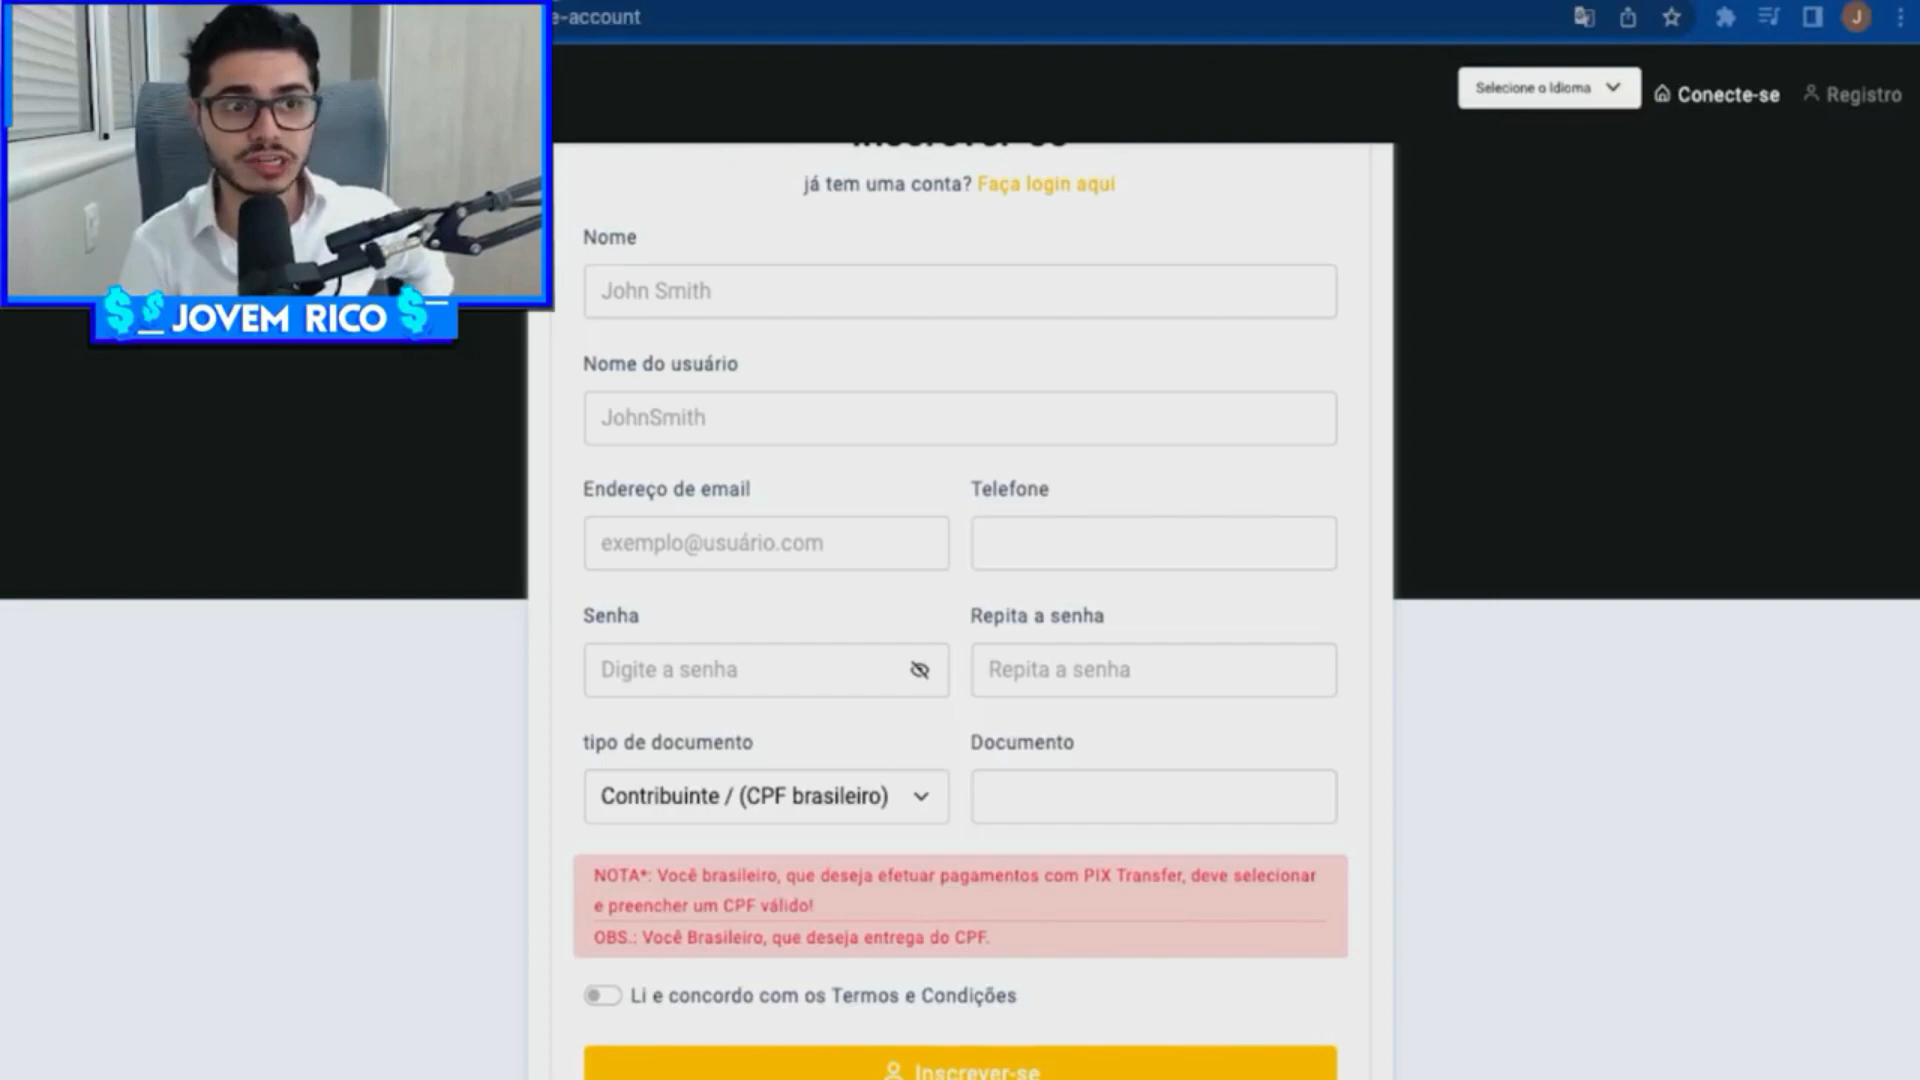 e-account
Selecione o Idioma
Conecte-se
Registro
J
Inscrever-se
já tem uma conta? Faça login aqui
$ $ JOVEM RICO $
Nome
John Smith
Nome do usuário
JohnSmith
Endereço de email
Telefone
exemplo@usuário.com
Senha
Repita a senha
Digite a senha
Repita a senha
tipo de documento
Documento
Contribuinte / (CPF brasileiro)
NOTA*: Você brasileiro, que deseja efetuar pagamentos com PIX Transfer, deve selecionar
e preencher um CPF válido!
OBS.: Você Brasileiro, que deseja entrega do CPF.
Li e concordo com os Termos e Condições
Inscrever-se